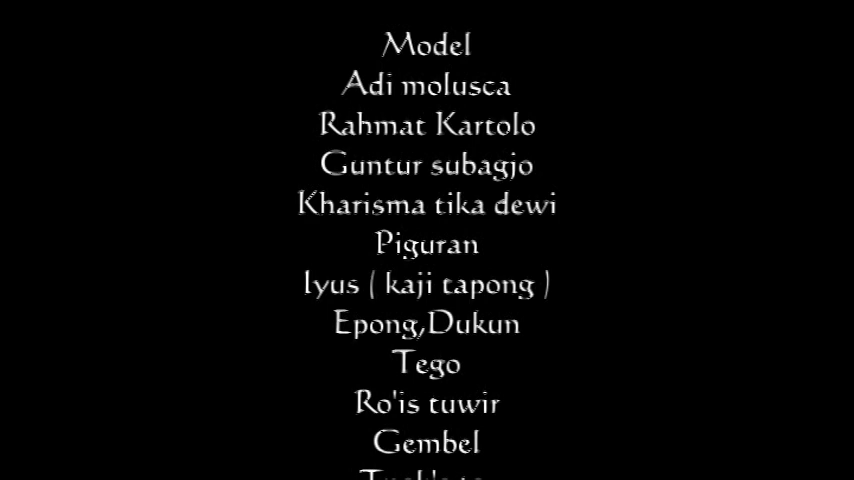 Model
Adi molusca
Rahmat Kartolo
Guntur subagjo
Kharisma tika dewi
Piguran
Iyus ( kaji tapong )
Epong,Dukun
Tego
Ro'is tuwir
Gembel